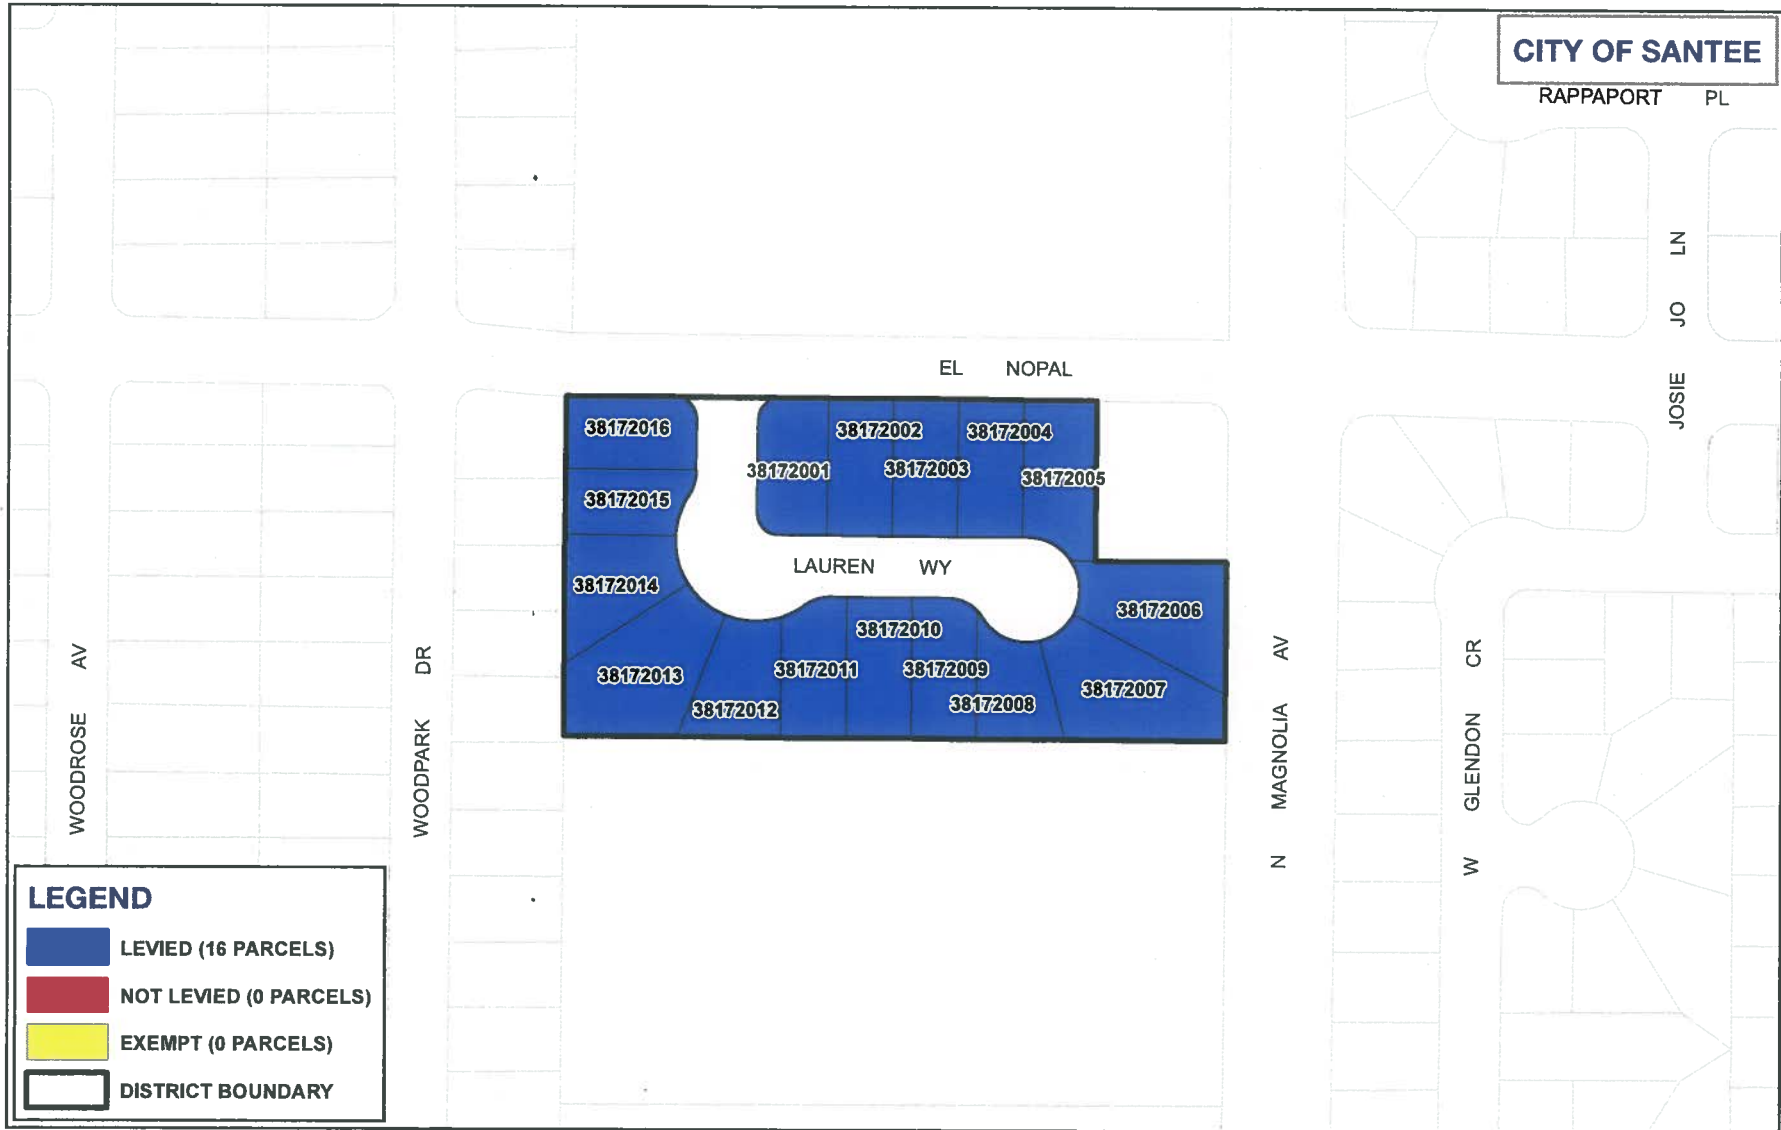 CITY OF SANTEE
RAPPAPORT PL
JOSIE JO LN
EL NOPAL
38172016
38172002
38172004
38172001
38172003
38172005
38172015
LAUREN WY
38172014
38172006
38172010
38172013
38172011
38172009
38172007
38172012
38172008
WOODROSE AV
WOODPARK DR
N MAGNOLIA AV
W GLENDON CR
LEGEND
LEVIED (16 PARCELS)
NOT LEVIED (0 PARCELS)
EXEMPT (0 PARCELS)
DISTRICT BOUNDARY